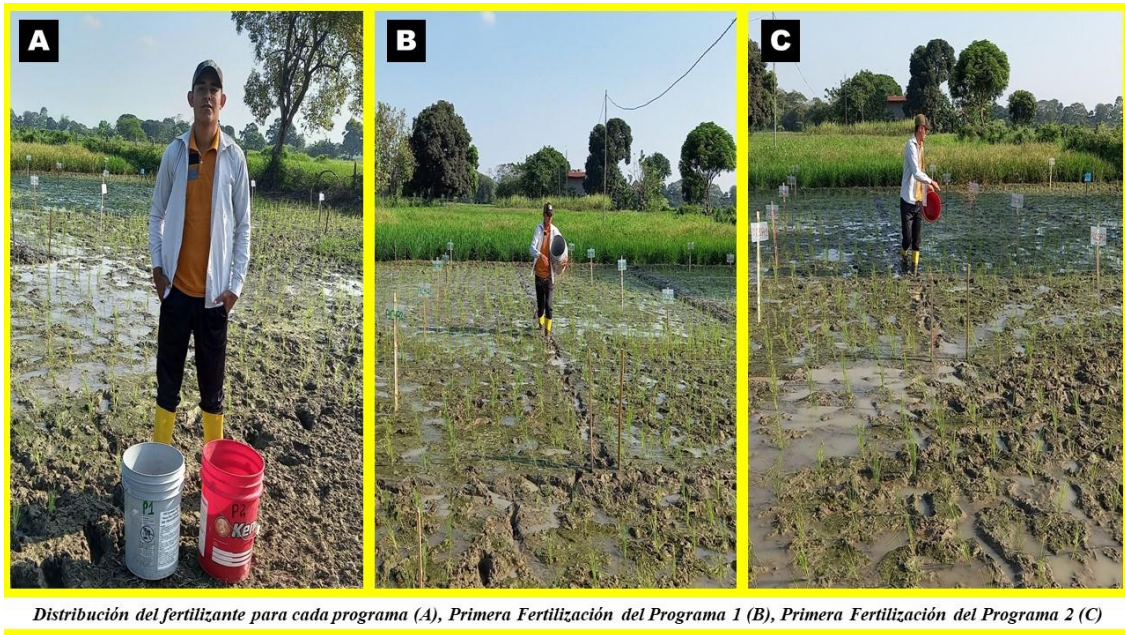 A
B
C
P1
P2
Distribución del fertilizante para cada programa (A), Primera Fertilización del Programa 1 (B), Primera Fertilización del Programa 2 (C)